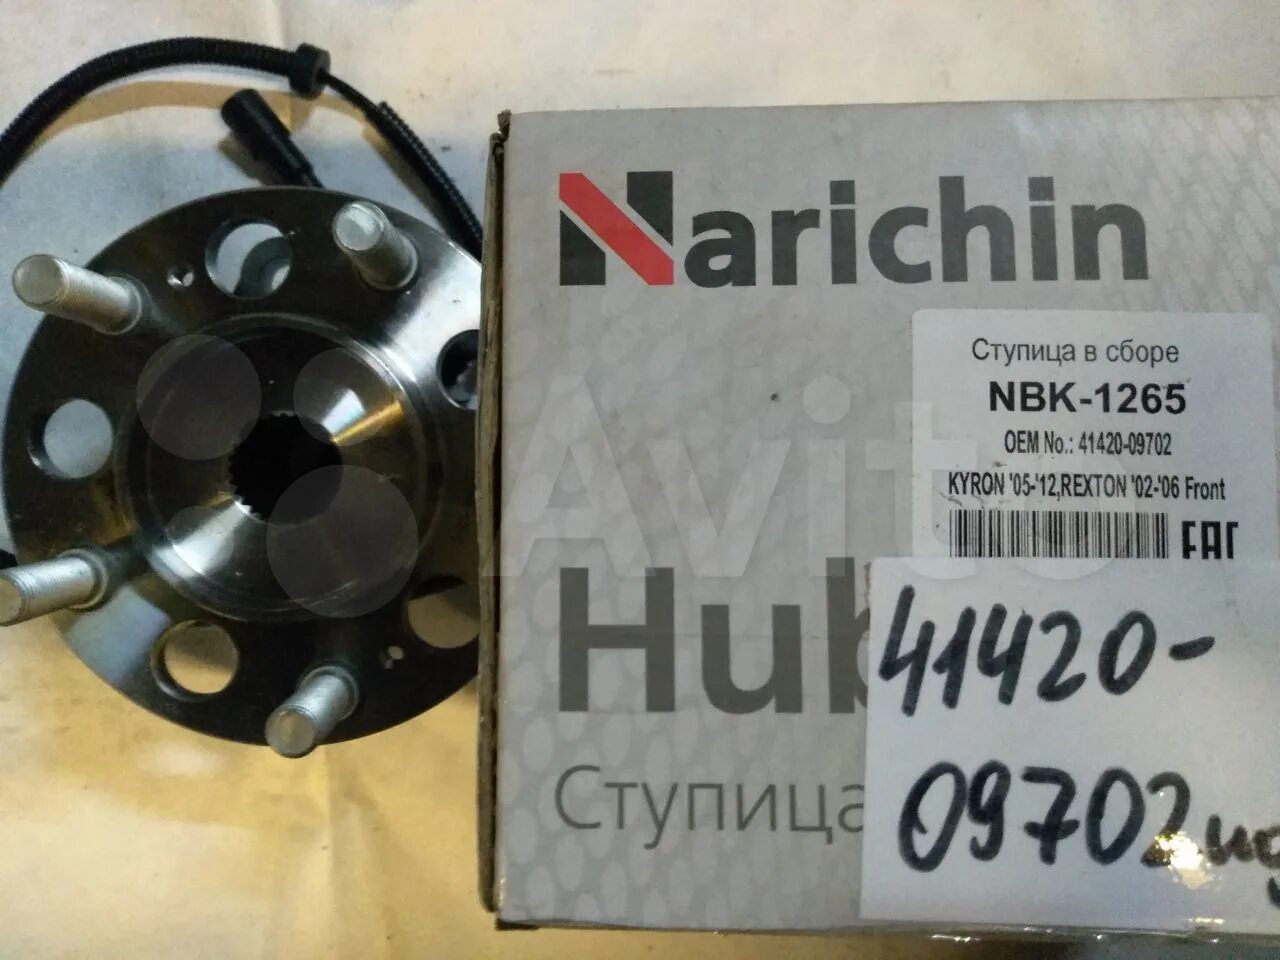 Narichin
Ступица в сборе
NBK-1265
OEM No.: 41420-09702
KYRON '05-'12,REXTON '02-'06 Front
EAC
Hub
Ступица
41420-
09702
Avito